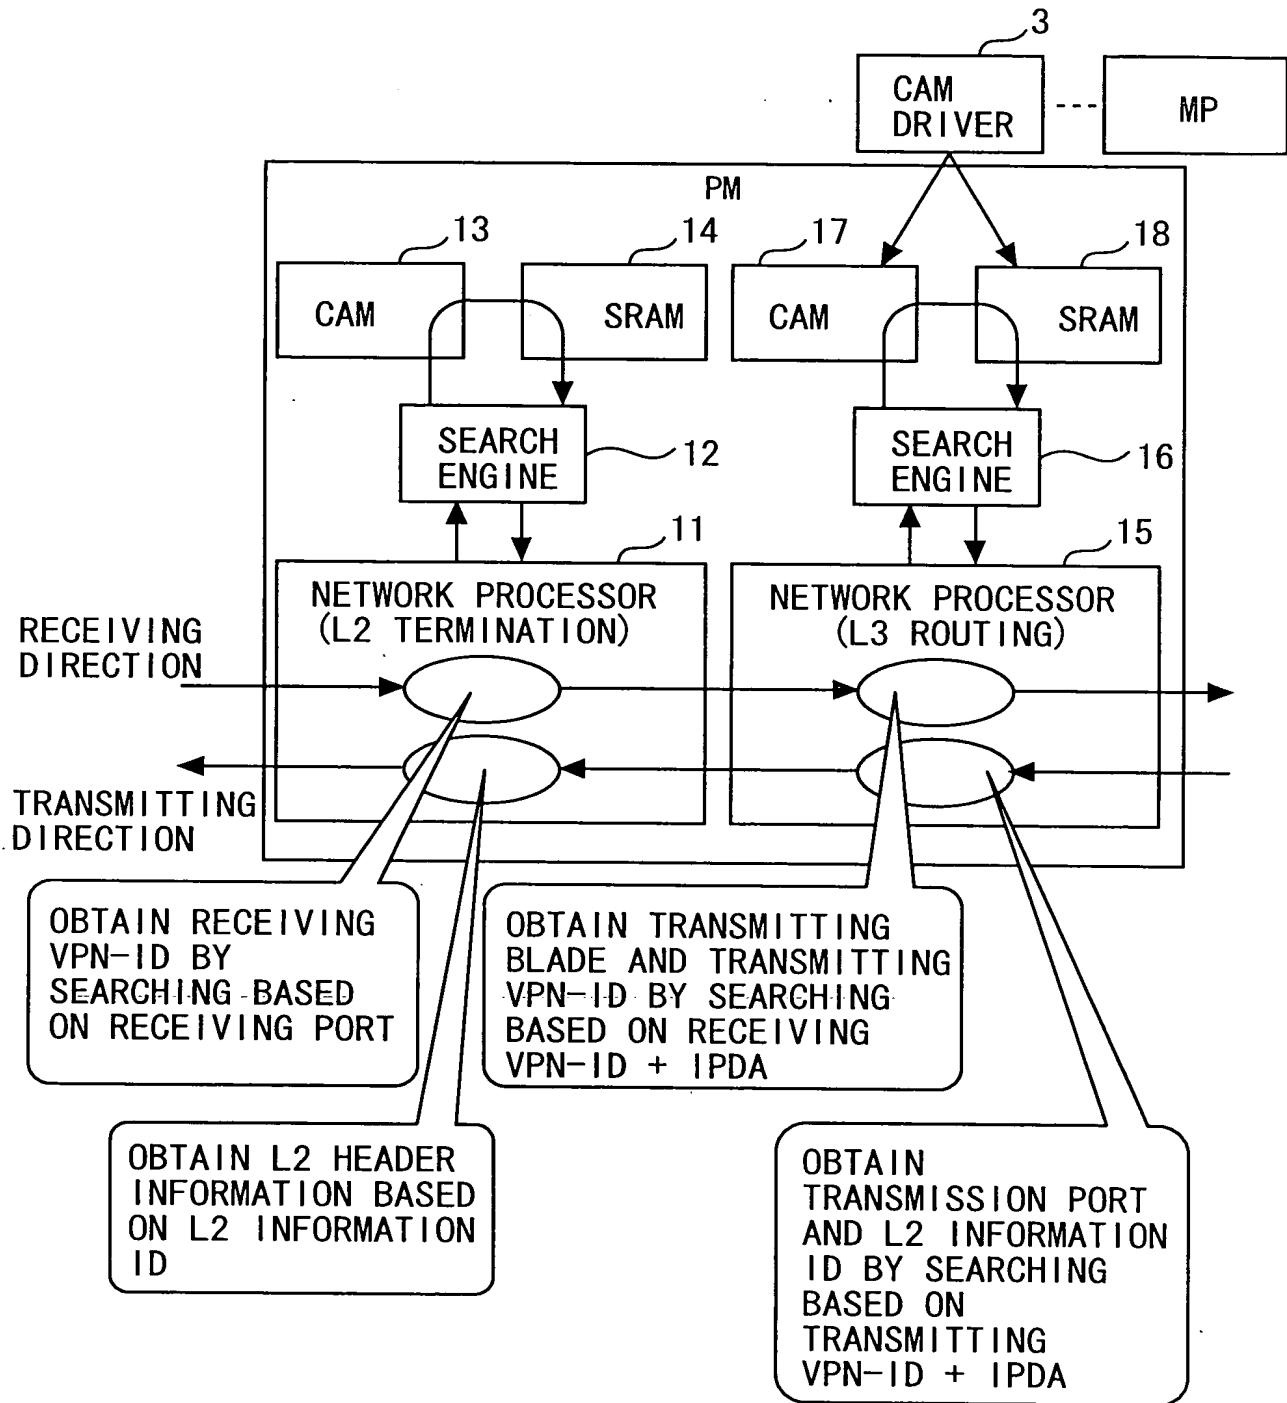 3
CAM
DRIVER
MP
PM
13
14
17
18
CAM
SRAM
CAM
SRAM
SEARCH
ENGINE
12
SEARCH
ENGINE
16
11
15
NETWORK PROCESSOR
(L2 TERMINATION)
NETWORK PROCESSOR
(L3 ROUTING)
RECEIVING
DIRECTION
TRANSMITTING
DIRECTION
OBTAIN RECEIVING
VPN-ID BY
SEARCHING BASED
ON RECEIVING PORT
OBTAIN TRANSMITTING
BLADE AND TRANSMITTING
VPN-ID BY SEARCHING
BASED ON RECEIVING
VPN-ID + IPDA
OBTAIN L2 HEADER
INFORMATION BASED
ON L2 INFORMATION
ID
OBTAIN
TRANSMISSION PORT
AND L2 INFORMATION
ID BY SEARCHING
BASED ON
TRANSMITTING
VPN-ID + IPDA